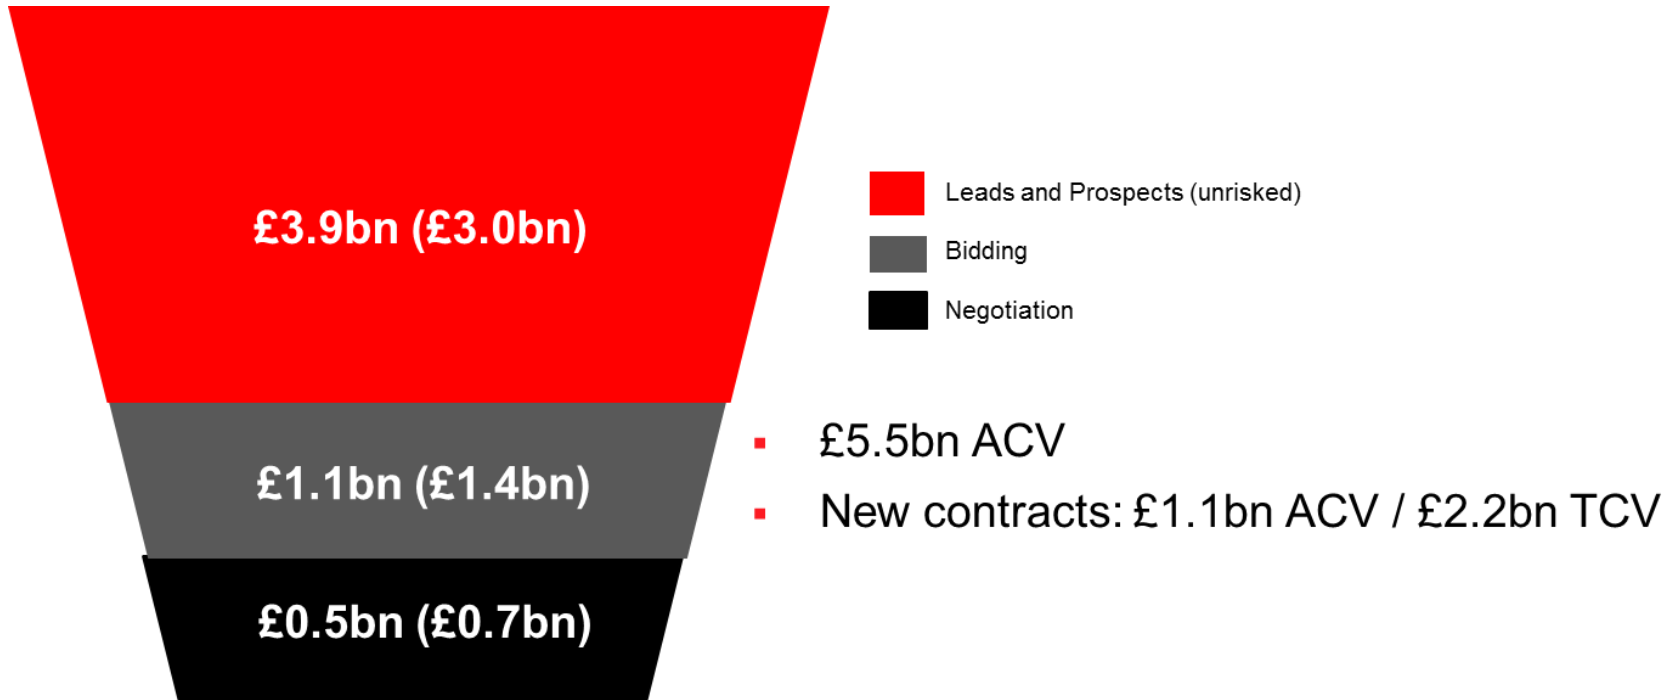 £3.9bn (£3.0bn)
£1.1bn (£1.4bn)
£0.5bn (£0.7bn)
Leads and Prospects (unrisked)
Bidding
Negotiation
▪ £5.5bn ACV
▪ New contracts: £1.1bn ACV / £2.2bn TCV